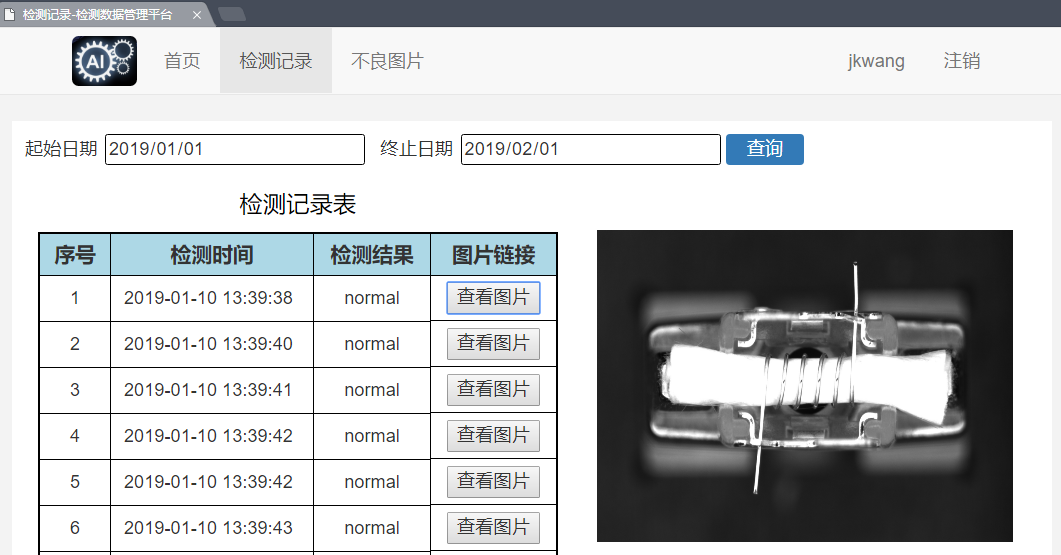 检测记录-检测数据管理平台
AI 首页 检测记录 不良图片 jkwang 注销
起始日期 2019/01/01 终止日期 2019/02/01 查询
检测记录表
序号 检测时间 检测结果 图片链接
1 2019-01-10 13:39:38 normal 查看图片
2 2019-01-10 13:39:40 normal 查看图片
3 2019-01-10 13:39:41 normal 查看图片
4 2019-01-10 13:39:42 normal 查看图片
5 2019-01-10 13:39:42 normal 查看图片
6 2019-01-10 13:39:43 normal 查看图片